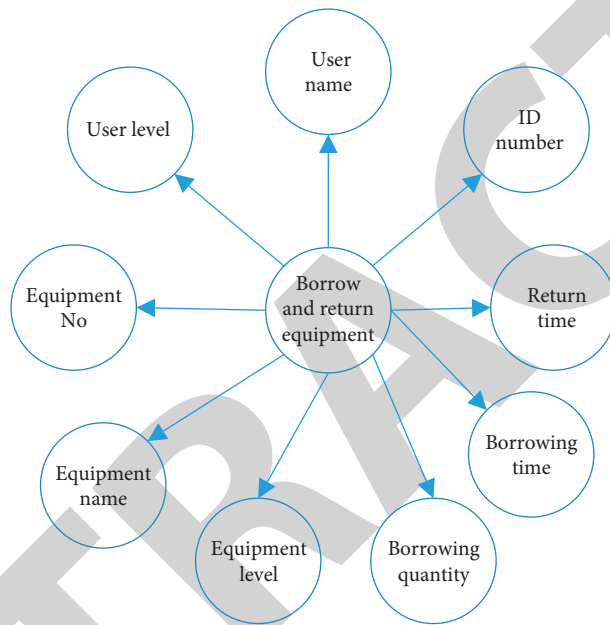 User
name
User level
ID
number
Equipment
No
Borrow
and return
equipment
Return
time
Equipment
name
Borrowing
time
Equipment
level
Borrowing
quantity
TRACT